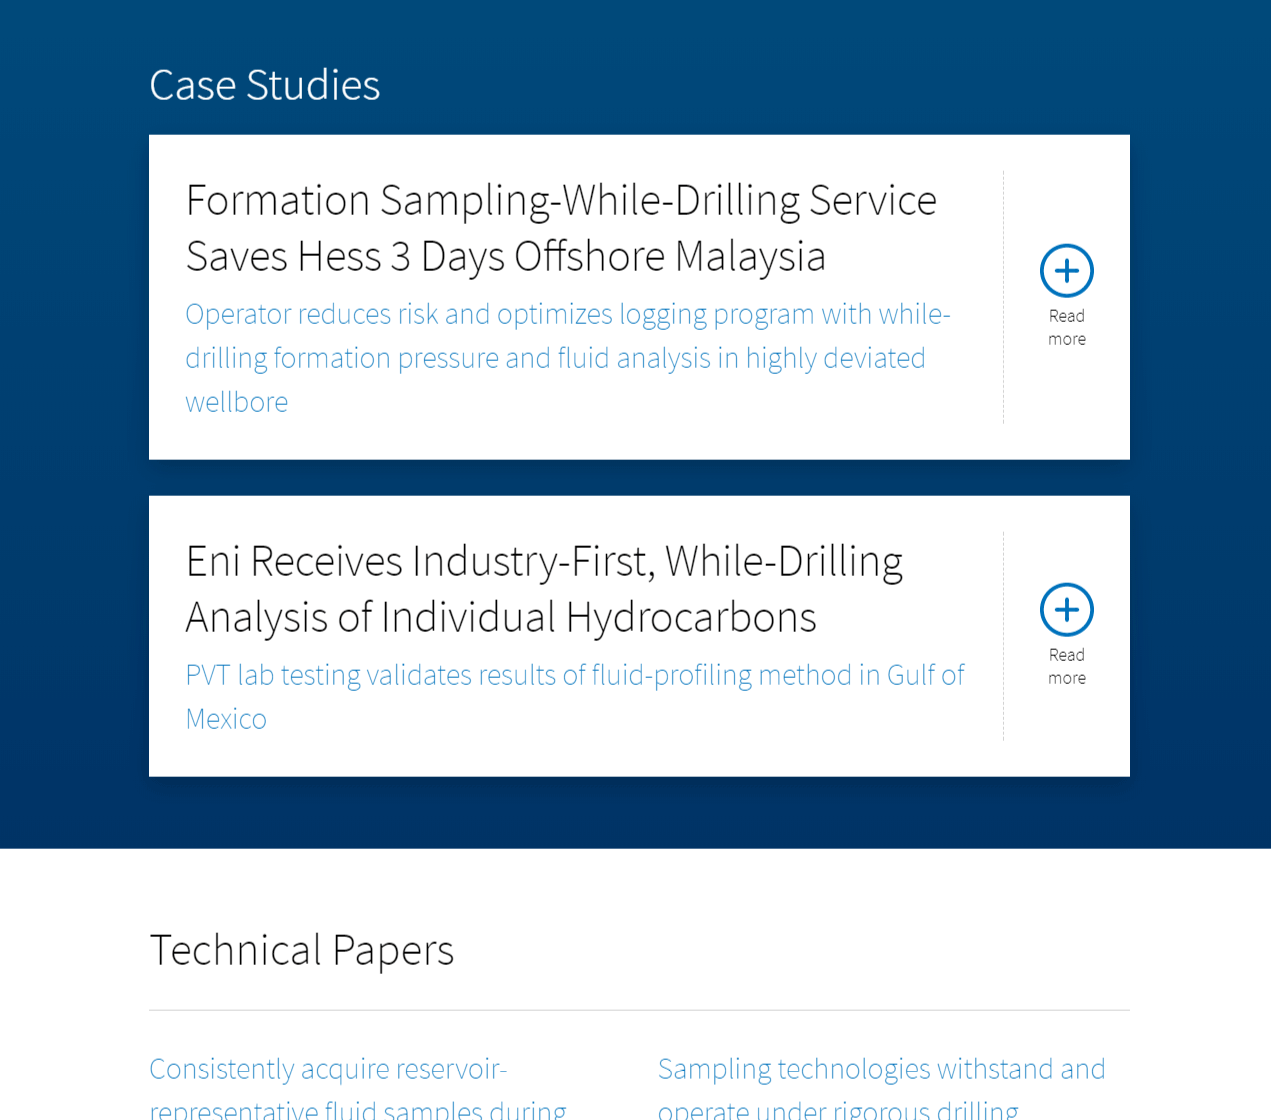 Case Studies
Formation Sampling-While-Drilling Service
Saves Hess 3 Days Offshore Malaysia
Operator reduces risk and optimizes logging program with while-
drilling formation pressure and fluid analysis in highly deviated
wellbore
Read
more
Eni Receives Industry-First, While-Drilling
Analysis of Individual Hydrocarbons
PVT lab testing validates results of fluid-profiling method in Gulf of
Mexico
Read
more
Technical Papers
Consistently acquire reservoir-
representative fluid samples during
Sampling technologies withstand and
operate under rigorous drilling